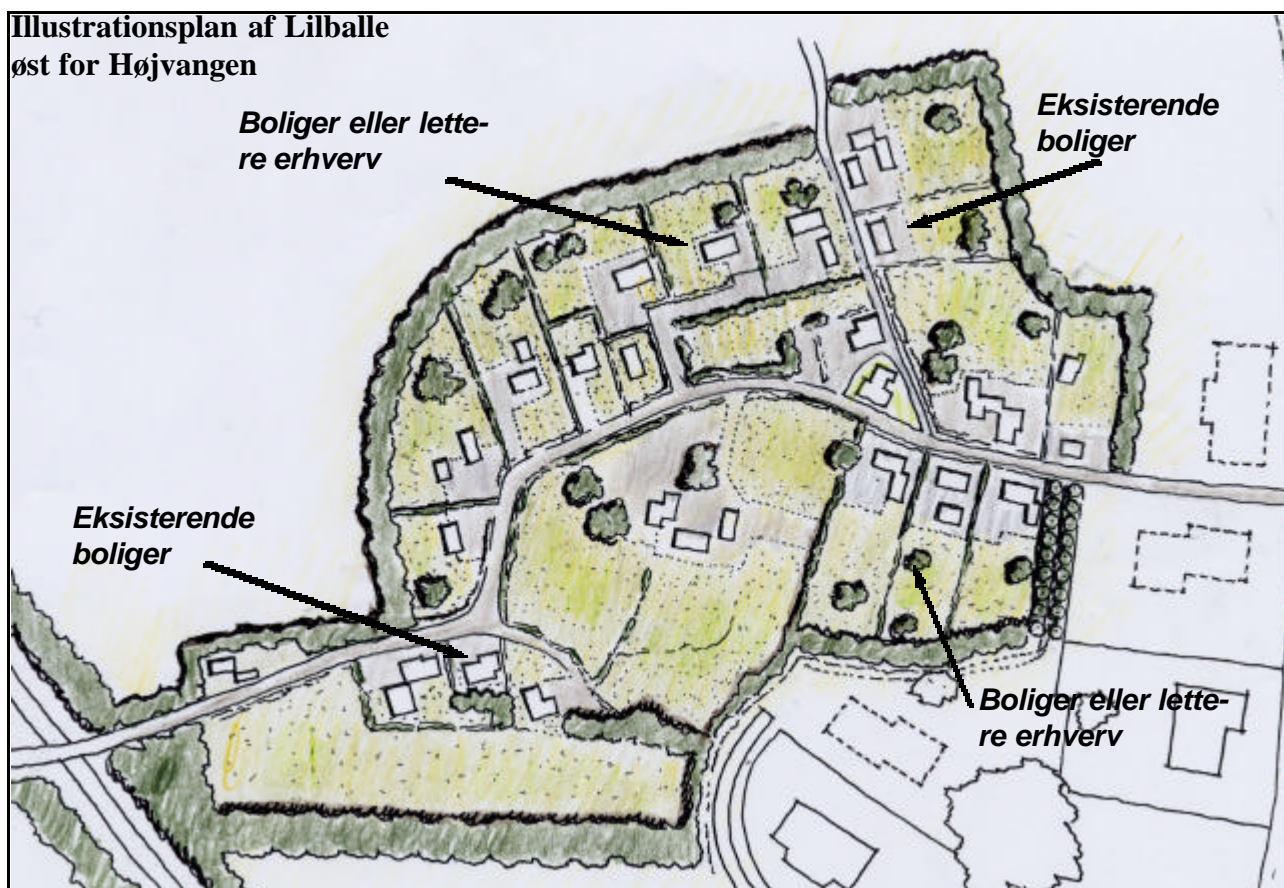 Illustrationsplan af Lilballe
øst for Højvangen
Boliger eller lette-
re erhverv
Eksisterende
boliger
Eksisterende
boliger
Boliger eller lette-
re erhverv